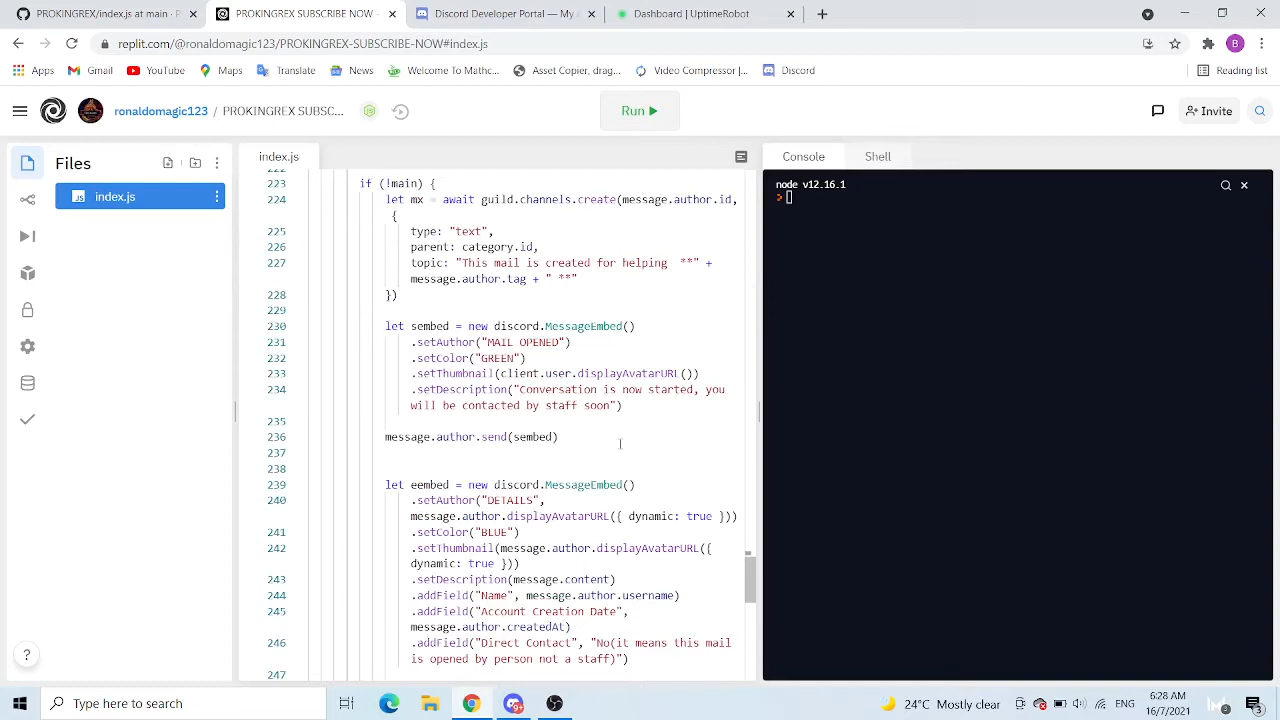 PROKINGREX/index.js at main · P
PROKINGREX SUBSCRIBE NOW -
Discord Developer Portal — My A
Dashboard | UptimeRobot
replit.com/@ronaldomagic123/PROKINGREX-SUBSCRIBE-NOW#index.js
B
Apps
Gmail
YouTube
Maps
Translate
News
Welcome To Mathc...
Asset Copier, drag...
Video Compressor |...
Discord
Reading list
ronaldomagic123 / PROKINGREX SUBSC...
Run
Invite
Files
index.js
index.js
Console
Shell
222
223 if (!main) {
224 let mx = await guild.channels.create(message.author.id,
{
225 type: "text",
226 parent: category.id,
227 topic: "This mail is created for helping  **" +
message.author.tag + " **"
228 })
229
230 let sembed = new discord.MessageEmbed()
231 .setAuthor("MAIL OPENED")
232 .setColor("GREEN")
233 .setThumbnail(client.user.displayAvatarURL())
234 .setDescription("Conversation is now started, you
will be contacted by staff soon")
235
236 message.author.send(sembed)
237
238
239 let eembed = new discord.MessageEmbed()
240 .setAuthor("DETAILS",
message.author.displayAvatarURL({ dynamic: true }))
241 .setColor("BLUE")
242 .setThumbnail(message.author.displayAvatarURL({
dynamic: true }))
243 .setDescription(message.content)
244 .addField("Name", message.author.username)
245 .addField("Account Creation Date",
message.author.createdAt)
246 .addField("Direct Contact", "No(it means this mail
is opened by person not a staff)")
247
node v12.16.1
>
?
Type here to search
24°C Mostly clear
ENG
6:28 AM
16/7/2021
3